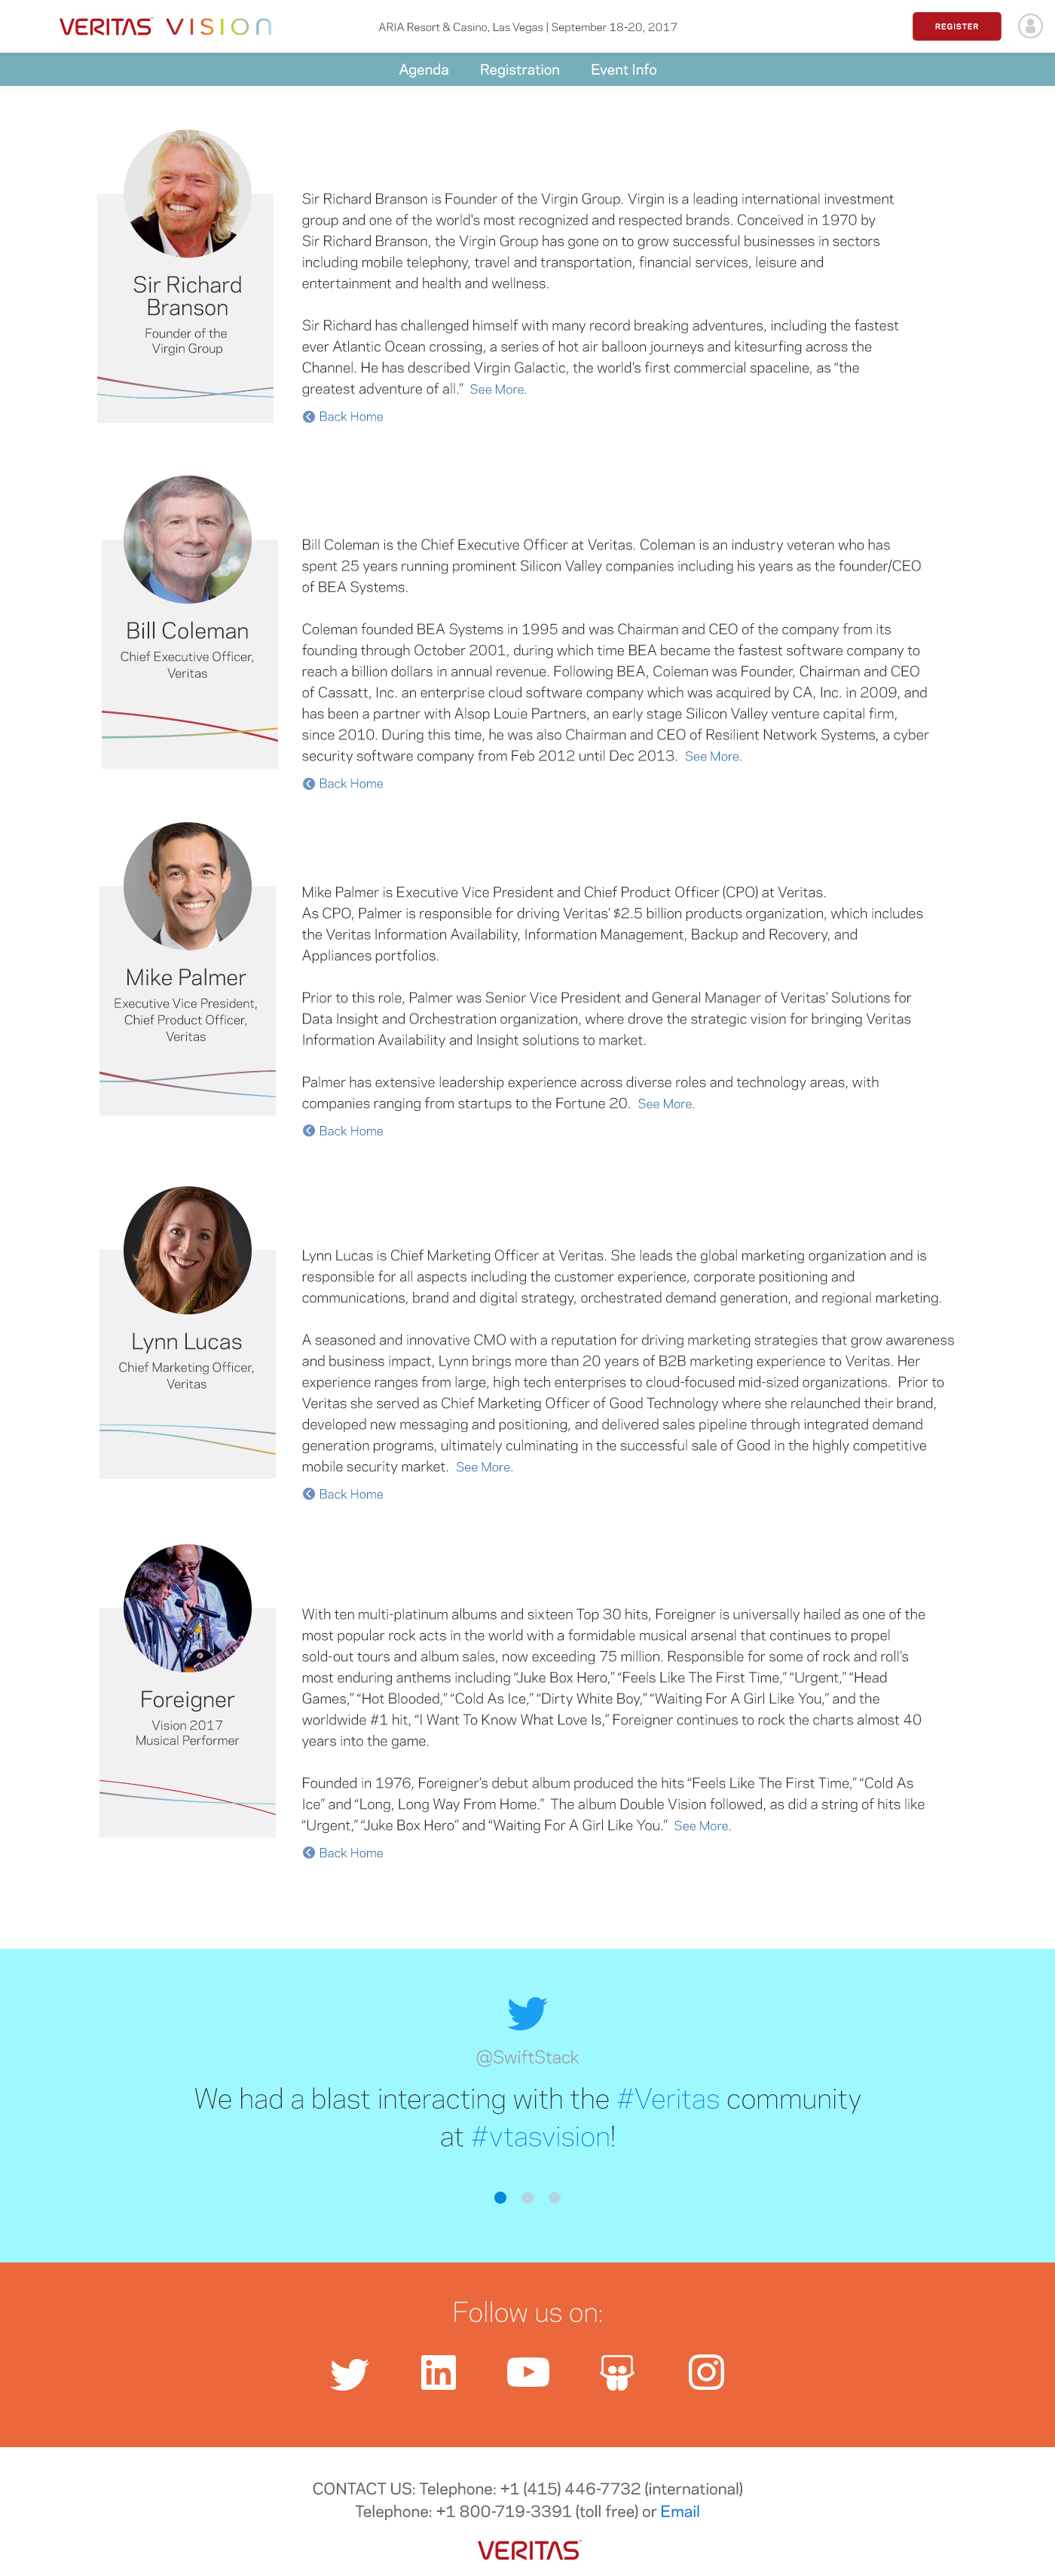 VERITAS VISION
ARIA Resort & Casino, Las Vegas | September 18-20, 2017
REGISTER
Agenda Registration Event Info
Sir Richard
Branson
Founder of the
Virgin Group
Sir Richard Branson is Founder of the Virgin Group. Virgin is a leading international investment
group and one of the world's most recognized and respected brands. Conceived in 1970 by
Sir Richard Branson, the Virgin Group has gone on to grow successful businesses in sectors
including mobile telephony, travel and transportation, financial services, leisure and
entertainment and health and wellness.
Sir Richard has challenged himself with many record breaking adventures, including the fastest
ever Atlantic Ocean crossing, a series of hot air balloon journeys and kitesurfing across the
Channel. He has described Virgin Galactic, the world’s first commercial spaceline, as “the
greatest adventure of all.” See More.
Back Home
Bill Coleman
Chief Executive Officer,
Veritas
Bill Coleman is the Chief Executive Officer at Veritas. Coleman is an industry veteran who has
spent 25 years running prominent Silicon Valley companies including his years as the founder/CEO
of BEA Systems.
Coleman founded BEA Systems in 1995 and was Chairman and CEO of the company from its
founding through October 2001, during which time BEA became the fastest software company to
reach a billion dollars in annual revenue. Following BEA, Coleman was Founder, Chairman and CEO
of Cassatt, Inc. an enterprise cloud software company which was acquired by CA, Inc. in 2009, and
has been a partner with Alsop Louie Partners, an early stage Silicon Valley venture capital firm,
since 2010. During this time, he was also Chairman and CEO of Resilient Network Systems, a cyber
security software company from Feb 2012 until Dec 2013. See More.
Back Home
Mike Palmer
Executive Vice President,
Chief Product Officer,
Veritas
Mike Palmer is Executive Vice President and Chief Product Officer (CPO) at Veritas.
As CPO, Palmer is responsible for driving Veritas’ $2.5 billion products organization, which includes
the Veritas Information Availability, Information Management, Backup and Recovery, and
Appliances portfolios.
Prior to this role, Palmer was Senior Vice President and General Manager of Veritas’ Solutions for
Data Insight and Orchestration organization, where drove the strategic vision for bringing Veritas
Information Availability and Insight solutions to market.
Palmer has extensive leadership experience across diverse roles and technology areas, with
companies ranging from startups to the Fortune 20. See More.
Back Home
Lynn Lucas
Chief Marketing Officer,
Veritas
Lynn Lucas is Chief Marketing Officer at Veritas. She leads the global marketing organization and is
responsible for all aspects including the customer experience, corporate positioning and
communications, brand and digital strategy, orchestrated demand generation, and regional marketing.
A seasoned and innovative CMO with a reputation for driving marketing strategies that grow awareness
and business impact, Lynn brings more than 20 years of B2B marketing experience to Veritas. Her
experience ranges from large, high tech enterprises to cloud-focused mid-sized organizations. Prior to
Veritas she served as Chief Marketing Officer of Good Technology where she relaunched their brand,
developed new messaging and positioning, and delivered sales pipeline through integrated demand
generation programs, ultimately culminating in the successful sale of Good in the highly competitive
mobile security market. See More.
Back Home
Foreigner
Vision 2017
Musical Performer
With ten multi-platinum albums and sixteen Top 30 hits, Foreigner is universally hailed as one of the
most popular rock acts in the world with a formidable musical arsenal that continues to propel
sold-out tours and album sales, now exceeding 75 million. Responsible for some of rock and roll’s
most enduring anthems including “Juke Box Hero,” “Feels Like The First Time,” “Urgent,” “Head
Games,” “Hot Blooded,” “Cold As Ice,” “Dirty White Boy,” “Waiting For A Girl Like You,” and the
worldwide #1 hit, “I Want To Know What Love Is,” Foreigner continues to rock the charts almost 40
years into the game.
Founded in 1976, Foreigner’s debut album produced the hits “Feels Like The First Time,” “Cold As
Ice” and “Long, Long Way From Home.” The album Double Vision followed, as did a string of hits like
“Urgent,” “Juke Box Hero” and “Waiting For A Girl Like You.” See More.
Back Home
@SwiftStack
We had a blast interacting with the #Veritas community
at #vtasvision!
Follow us on:
in
CONTACT US: Telephone: +1 (415) 446-7732 (international)
Telephone: +1 800-719-3391 (toll free) or Email
VERITAS